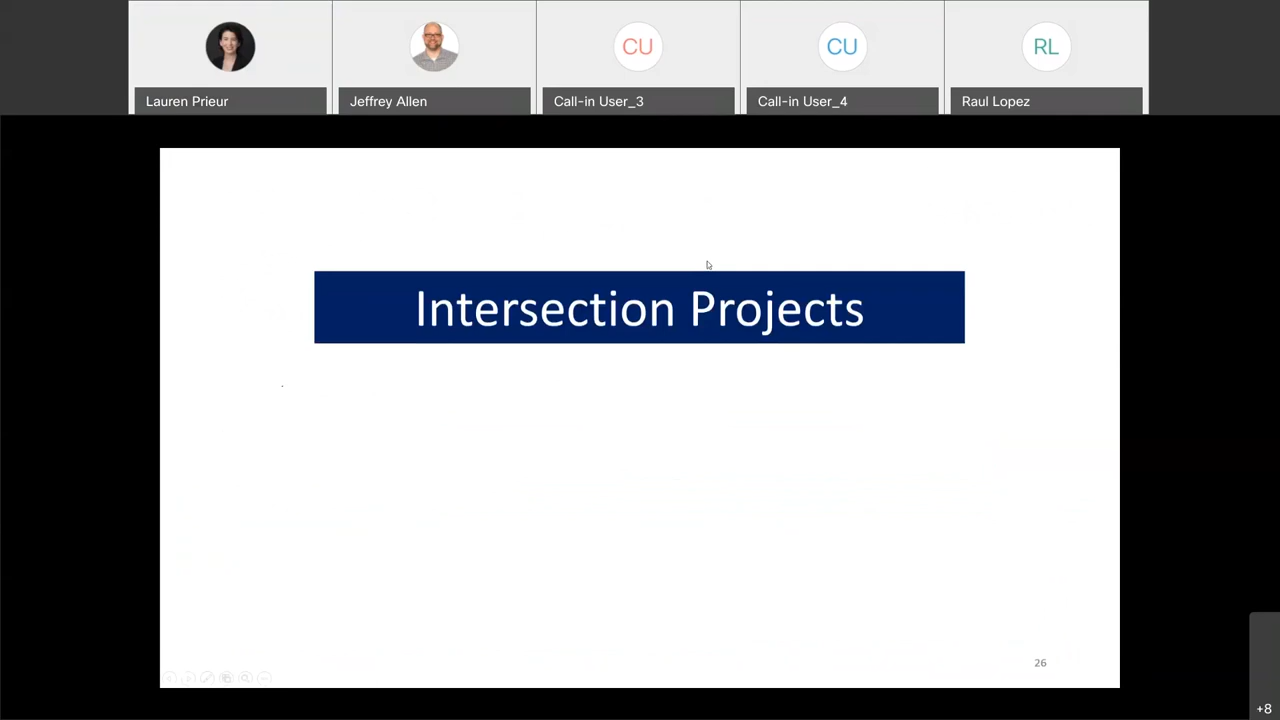 CU
CU
RL
Lauren Prieur
Jeffrey Allen
Call-in User_3
Call-in User_4
Raul Lopez
Intersection Projects
26
+8